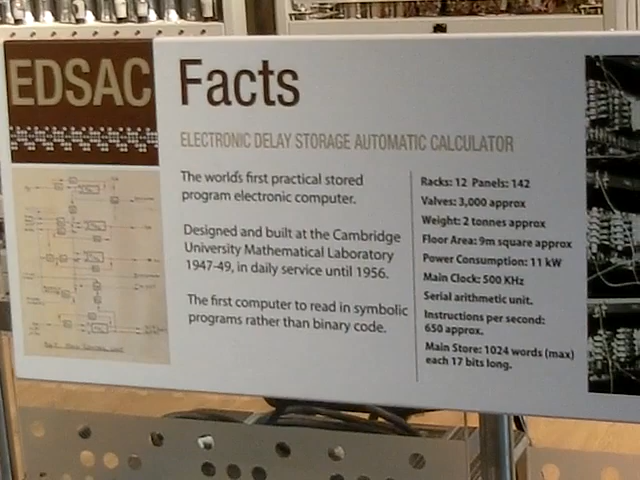 EDSAC Facts
ELECTRONIC DELAY STORAGE AUTOMATIC CALCULATOR
The world's first practical stored
program electronic computer.
Designed and built at the Cambridge
University Mathematical Laboratory
1947-49, in daily service until 1956.
The first computer to read in symbolic
programs rather than binary code.
Racks: 12 Panels: 142
Valves: 3,000 approx
Weight: 2 tonnes approx
Floor Area: 9m square approx
Power Consumption: 11 kW
Main Clock: 500 KHz
Serial arithmetic unit.
Instructions per second:
650 approx.
Main Store: 1024 words (max)
each 17 bits long.